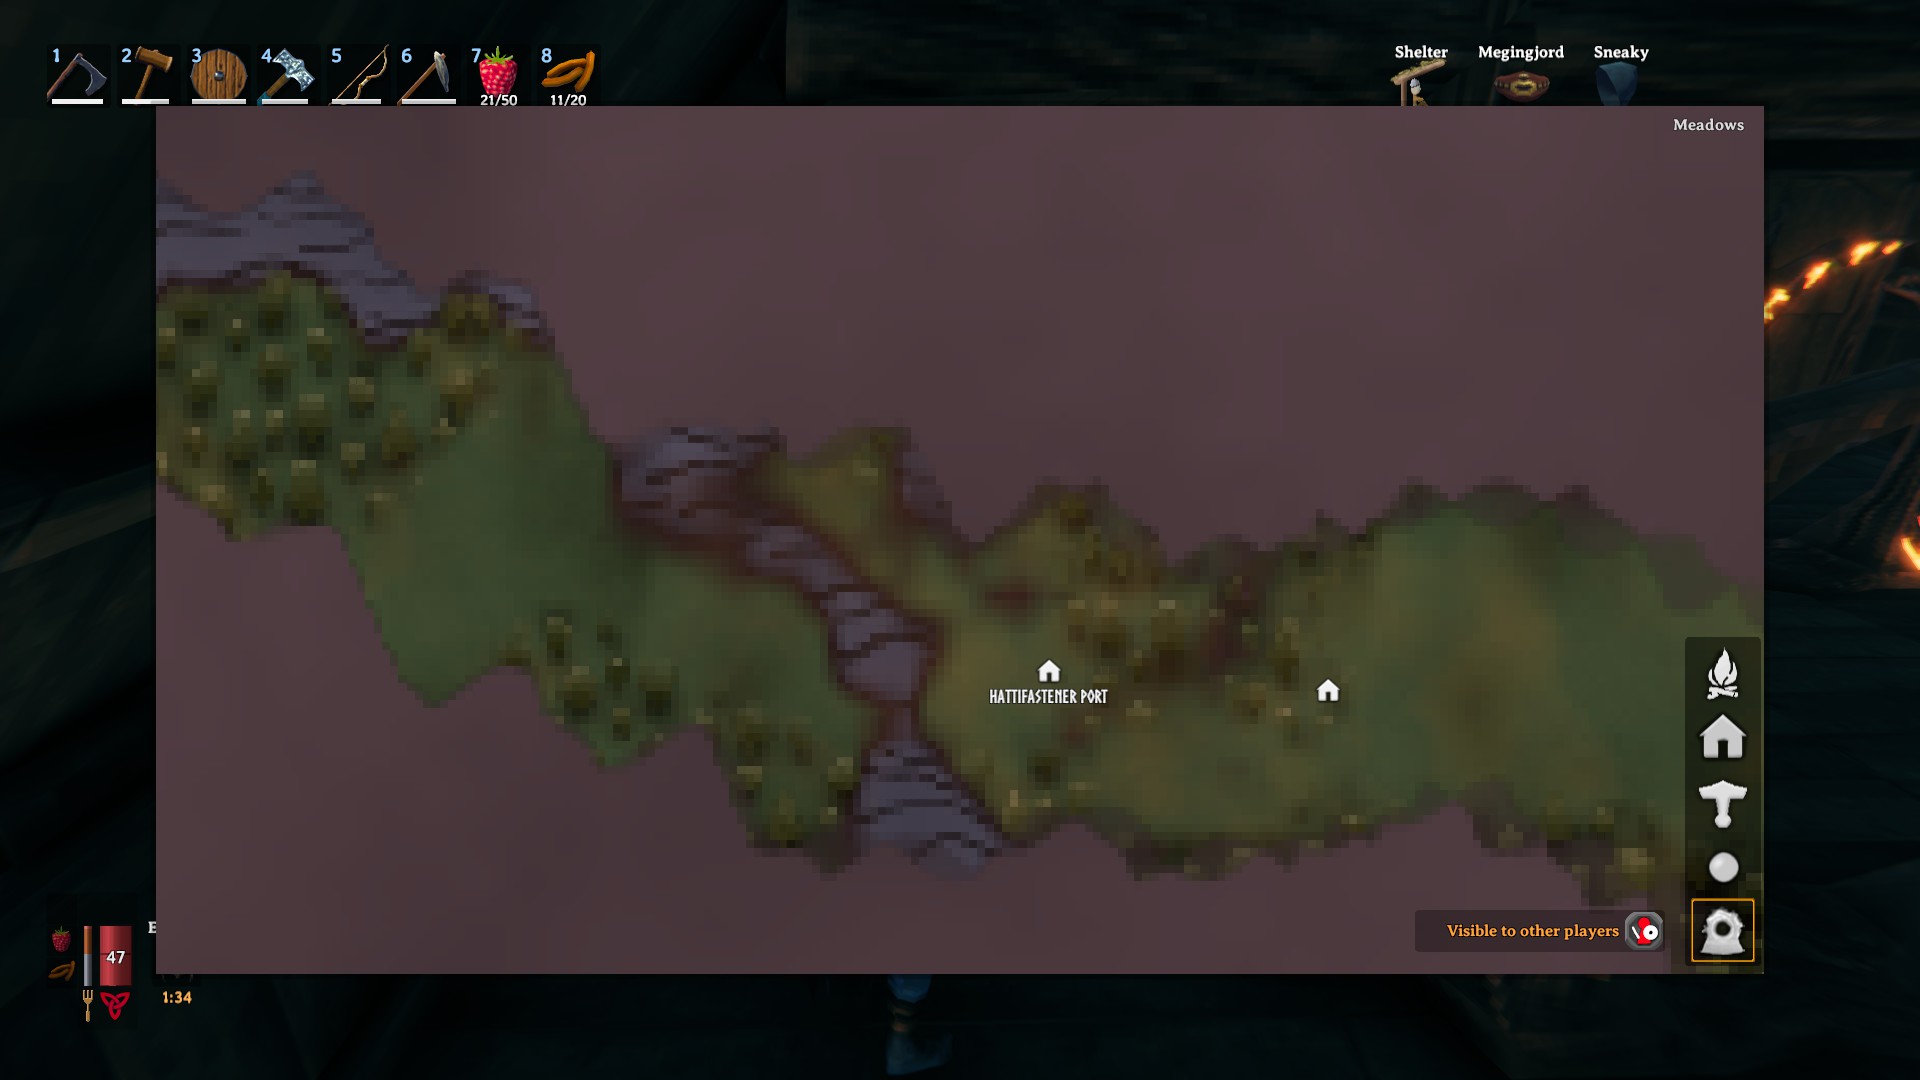 1 2 3 4 5 6 7 8
21/50 11/20
Shelter Megingjord Sneaky
Meadows
HATTIFASTENER PORT
Visible to other players
E
47
1:34